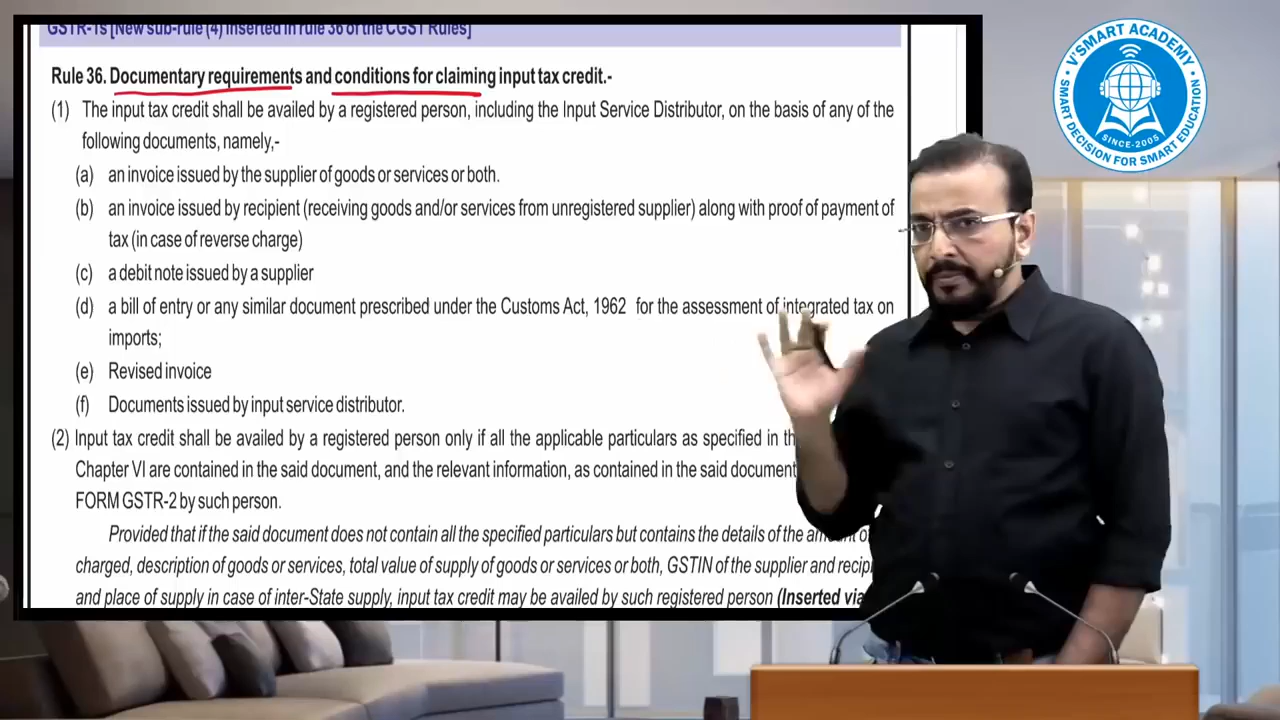 GSTR-1s [New sub-rule (4) inserted in rule 36 of the CGST Rules]
Rule 36. Documentary requirements and conditions for claiming input tax credit.-
(1) The input tax credit shall be availed by a registered person, including the Input Service Distributor, on the basis of any of the
following documents, namely,-
(a) an invoice issued by the supplier of goods or services or both.
(b) an invoice issued by recipient (receiving goods and/or services from unregistered supplier) along with proof of payment of
tax (in case of reverse charge)
(c) a debit note issued by a supplier
(d) a bill of entry or any similar document prescribed under the Customs Act, 1962 for the assessment of integrated tax on
imports;
(e) Revised invoice
(f) Documents issued by input service distributor.
(2) Input tax credit shall be availed by a registered person only if all the applicable particulars as specified in
Chapter VI are contained in the said document, and the relevant information, as contained in the said document
FORM GSTR-2 by such person.
Provided that if the said document does not contain all the specified particulars but contains the details of the
charged, description of goods or services, total value of supply of goods or services or both, GSTIN of the supplier and
and place of supply in case of inter-State supply, input tax credit may be availed by such registered person (Inserted
V'SMART ACADEMY
SINCE-2005
SMART DECISION FOR SMART EDUCATION